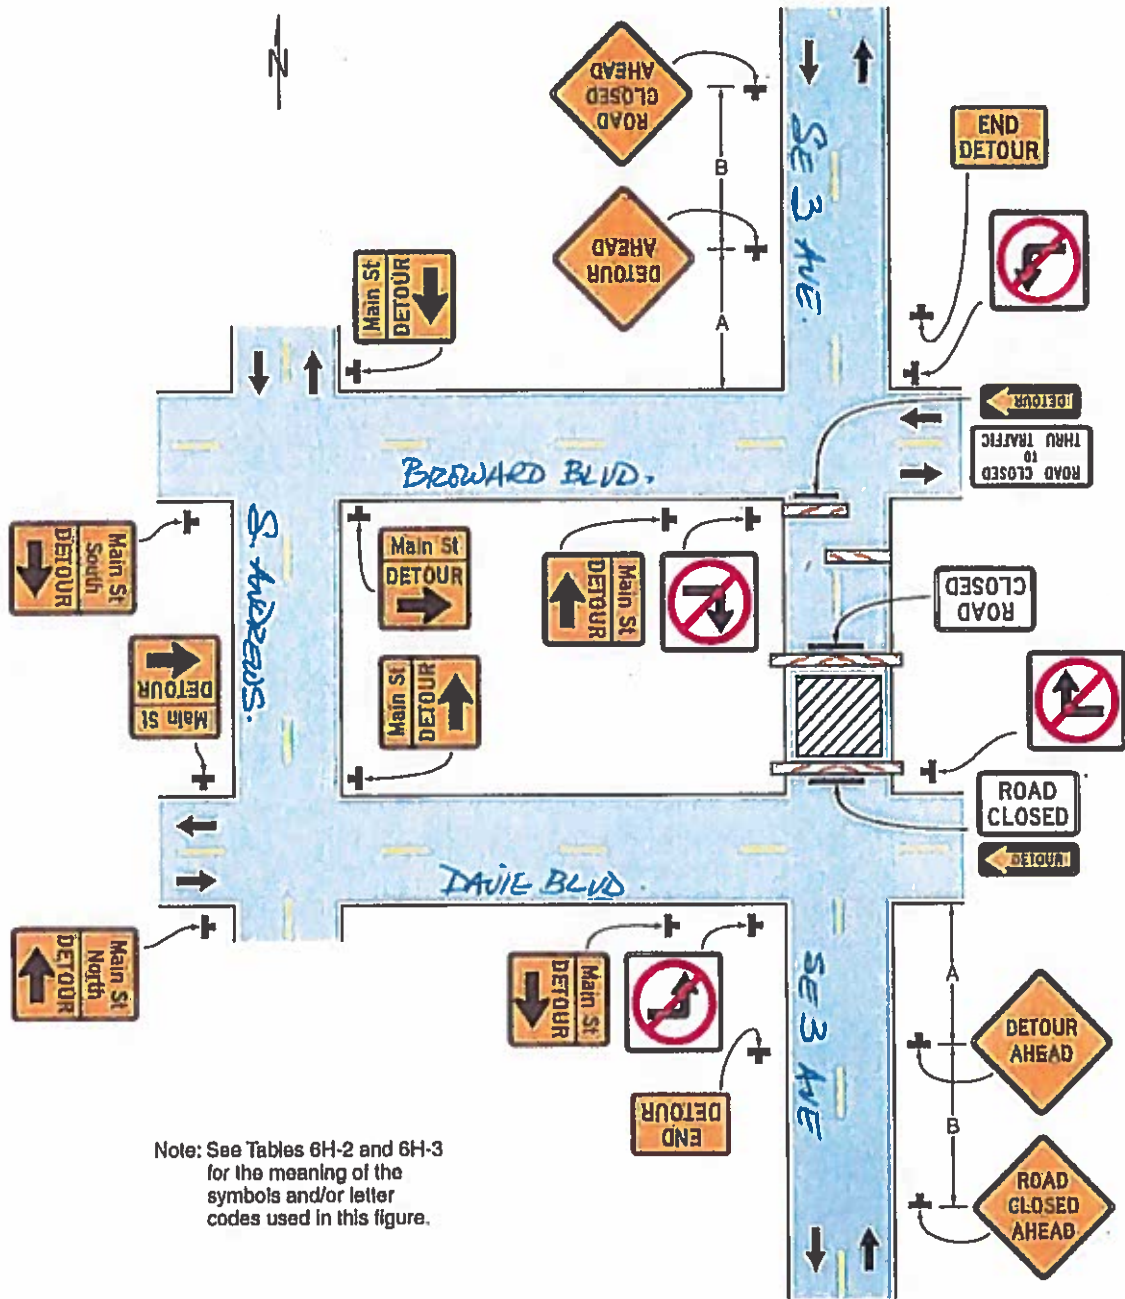 N
ROAD
CLOSED
AHEAD
B
SE 3 AVE.
END
DETOUR
DETOUR
AHEAD
A
Main St
DETOUR
DETOUR
ROAD CLOSED
TO
THRU TRAFFIC
BROWARD BLVD.
S. ANDREWS.
Main St
South
DETOUR
Main St
DETOUR
Main St
DETOUR
ROAD
CLOSED
Main St
DETOUR
Main St
DETOUR
ROAD
CLOSED
DETOUR
DAVIE BLVD.
Main St
North
DETOUR
Main St
DETOUR
SE 3 AVE
A
DETOUR
AHEAD
END
DETOUR
B
ROAD
CLOSED
AHEAD
Note: See Tables 6H-2 and 6H-3
for the meaning of the
symbols and/or letter
codes used in this figure.